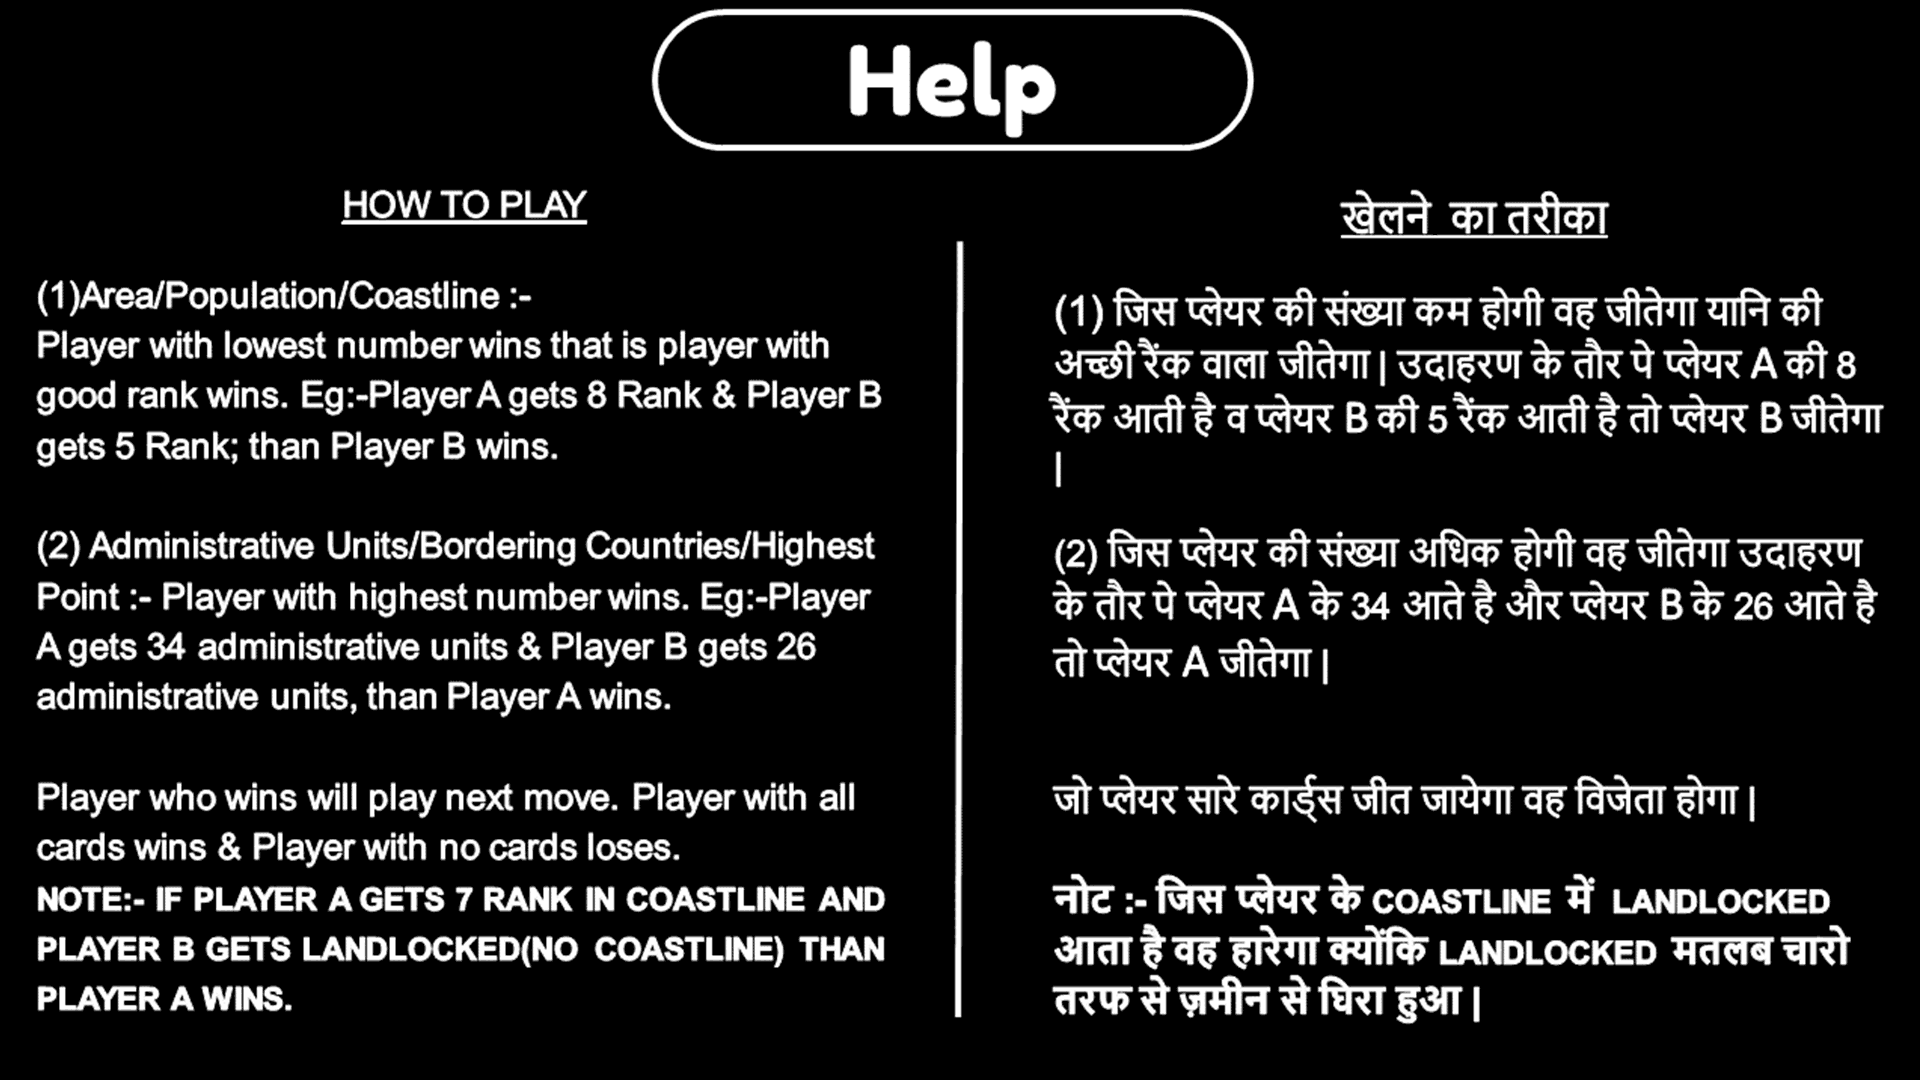 Help
HOW TO PLAY
(1)Area/Population/Coastline :-
Player with lowest number wins that is player with
good rank wins. Eg:-Player A gets 8 Rank & Player B
gets 5 Rank; than Player B wins.
(2) Administrative Units/Bordering Countries/Highest
Point :- Player with highest number wins. Eg:-Player
A gets 34 administrative units & Player B gets 26
administrative units, than Player A wins.
Player who wins will play next move. Player with all
cards wins & Player with no cards loses.
NOTE:- IF PLAYER A GETS 7 RANK IN COASTLINE AND
PLAYER B GETS LANDLOCKED(NO COASTLINE) THAN
PLAYER A WINS.
खेलने का तरीका
(1) जिस प्लेयर की संख्या कम होगी वह जीतेगा यानि की
अच्छी रैंक वाला जीतेगा | उदाहरण के तौर पे प्लेयर A की 8
रैंक आती है व प्लेयर B की 5 रैंक आती है तो प्लेयर B जीतेगा
|
(2) जिस प्लेयर की संख्या अधिक होगी वह जीतेगा उदाहरण
के तौर पे प्लेयर A के 34 आते है और प्लेयर B के 26 आते है
तो प्लेयर A जीतेगा |
जो प्लेयर सारे कार्ड्स जीत जायेगा वह विजेता होगा |
नोट :- जिस प्लेयर के COASTLINE में LANDLOCKED
आता है वह हारेगा क्योंकि LANDLOCKED मतलब चारो
तरफ से ज़मीन से घिरा हुआ |